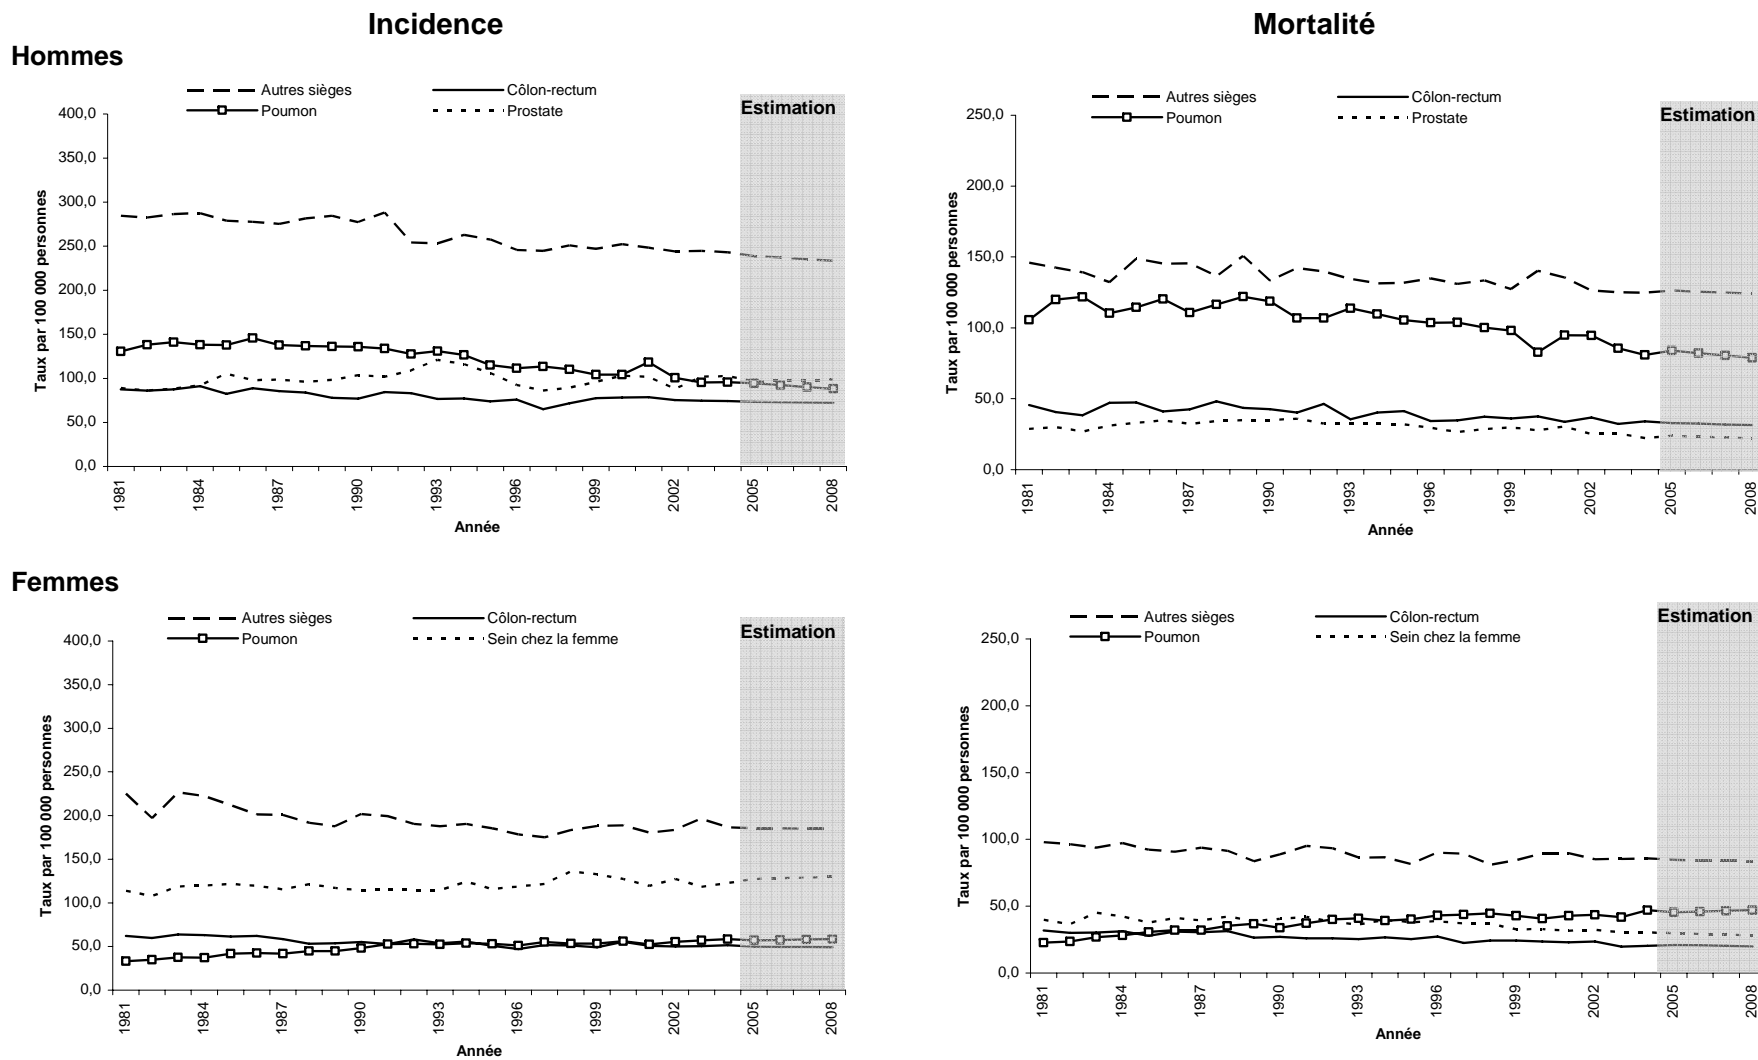 Incidence
Mortalité
Hommes
Autres sièges
Côlon-rectum
Poumon
Prostate
Estimation
400,0
350,0
300,0
250,0
200,0
150,0
100,0
50,0
0,0
Taux par 100 000 personnes
1981
1984
1987
1990
1993
1996
1999
2002
2005
2008
Année
Autres sièges
Côlon-rectum
Poumon
Prostate
Estimation
250,0
200,0
150,0
100,0
50,0
0,0
Taux par 100 000 personnes
1981
1984
1987
1990
1993
1996
1999
2002
2005
2008
Année
Femmes
Autres sièges
Côlon-rectum
Poumon
Sein chez la femme
Estimation
400,0
350,0
300,0
250,0
200,0
150,0
100,0
50,0
0,0
Taux par 100 000 personnes
1981
1984
1987
1990
1993
1996
1999
2002
2005
2008
Année
Autres sièges
Côlon-rectum
Poumon
Sein chez la femme
Estimation
250,0
200,0
150,0
100,0
50,0
0,0
Taux par 100 000 personnes
1981
1984
1987
1990
1993
1996
1999
2002
2005
2008
Année